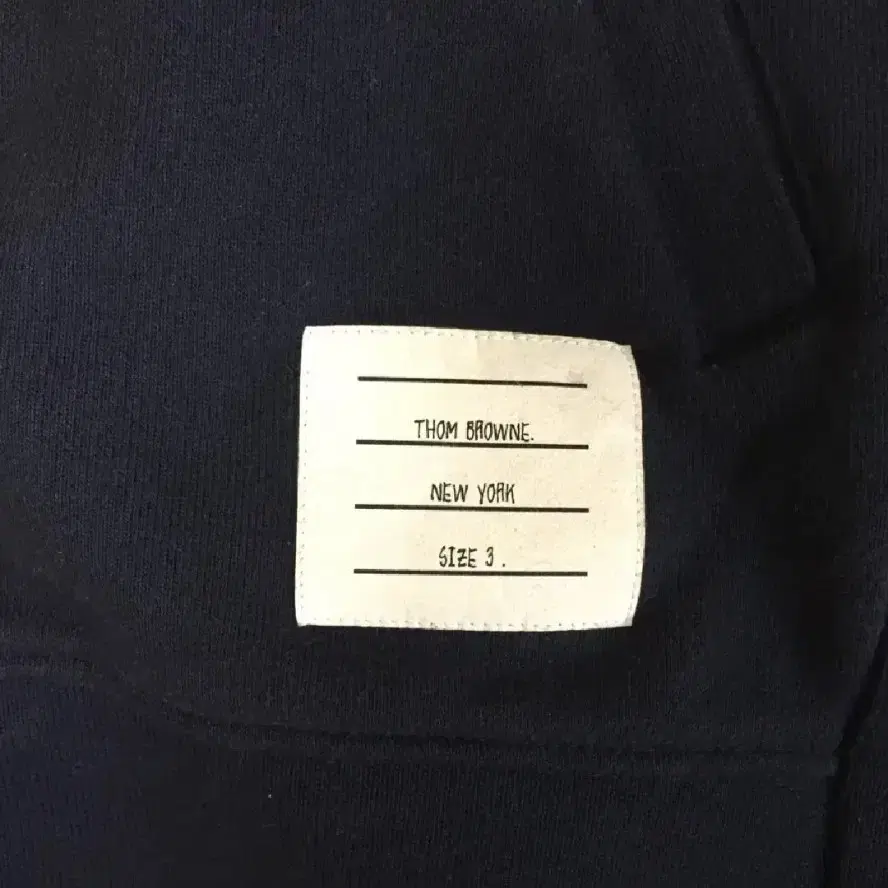 THOM BROWNE.
NEW YORK
SIZE 3 .